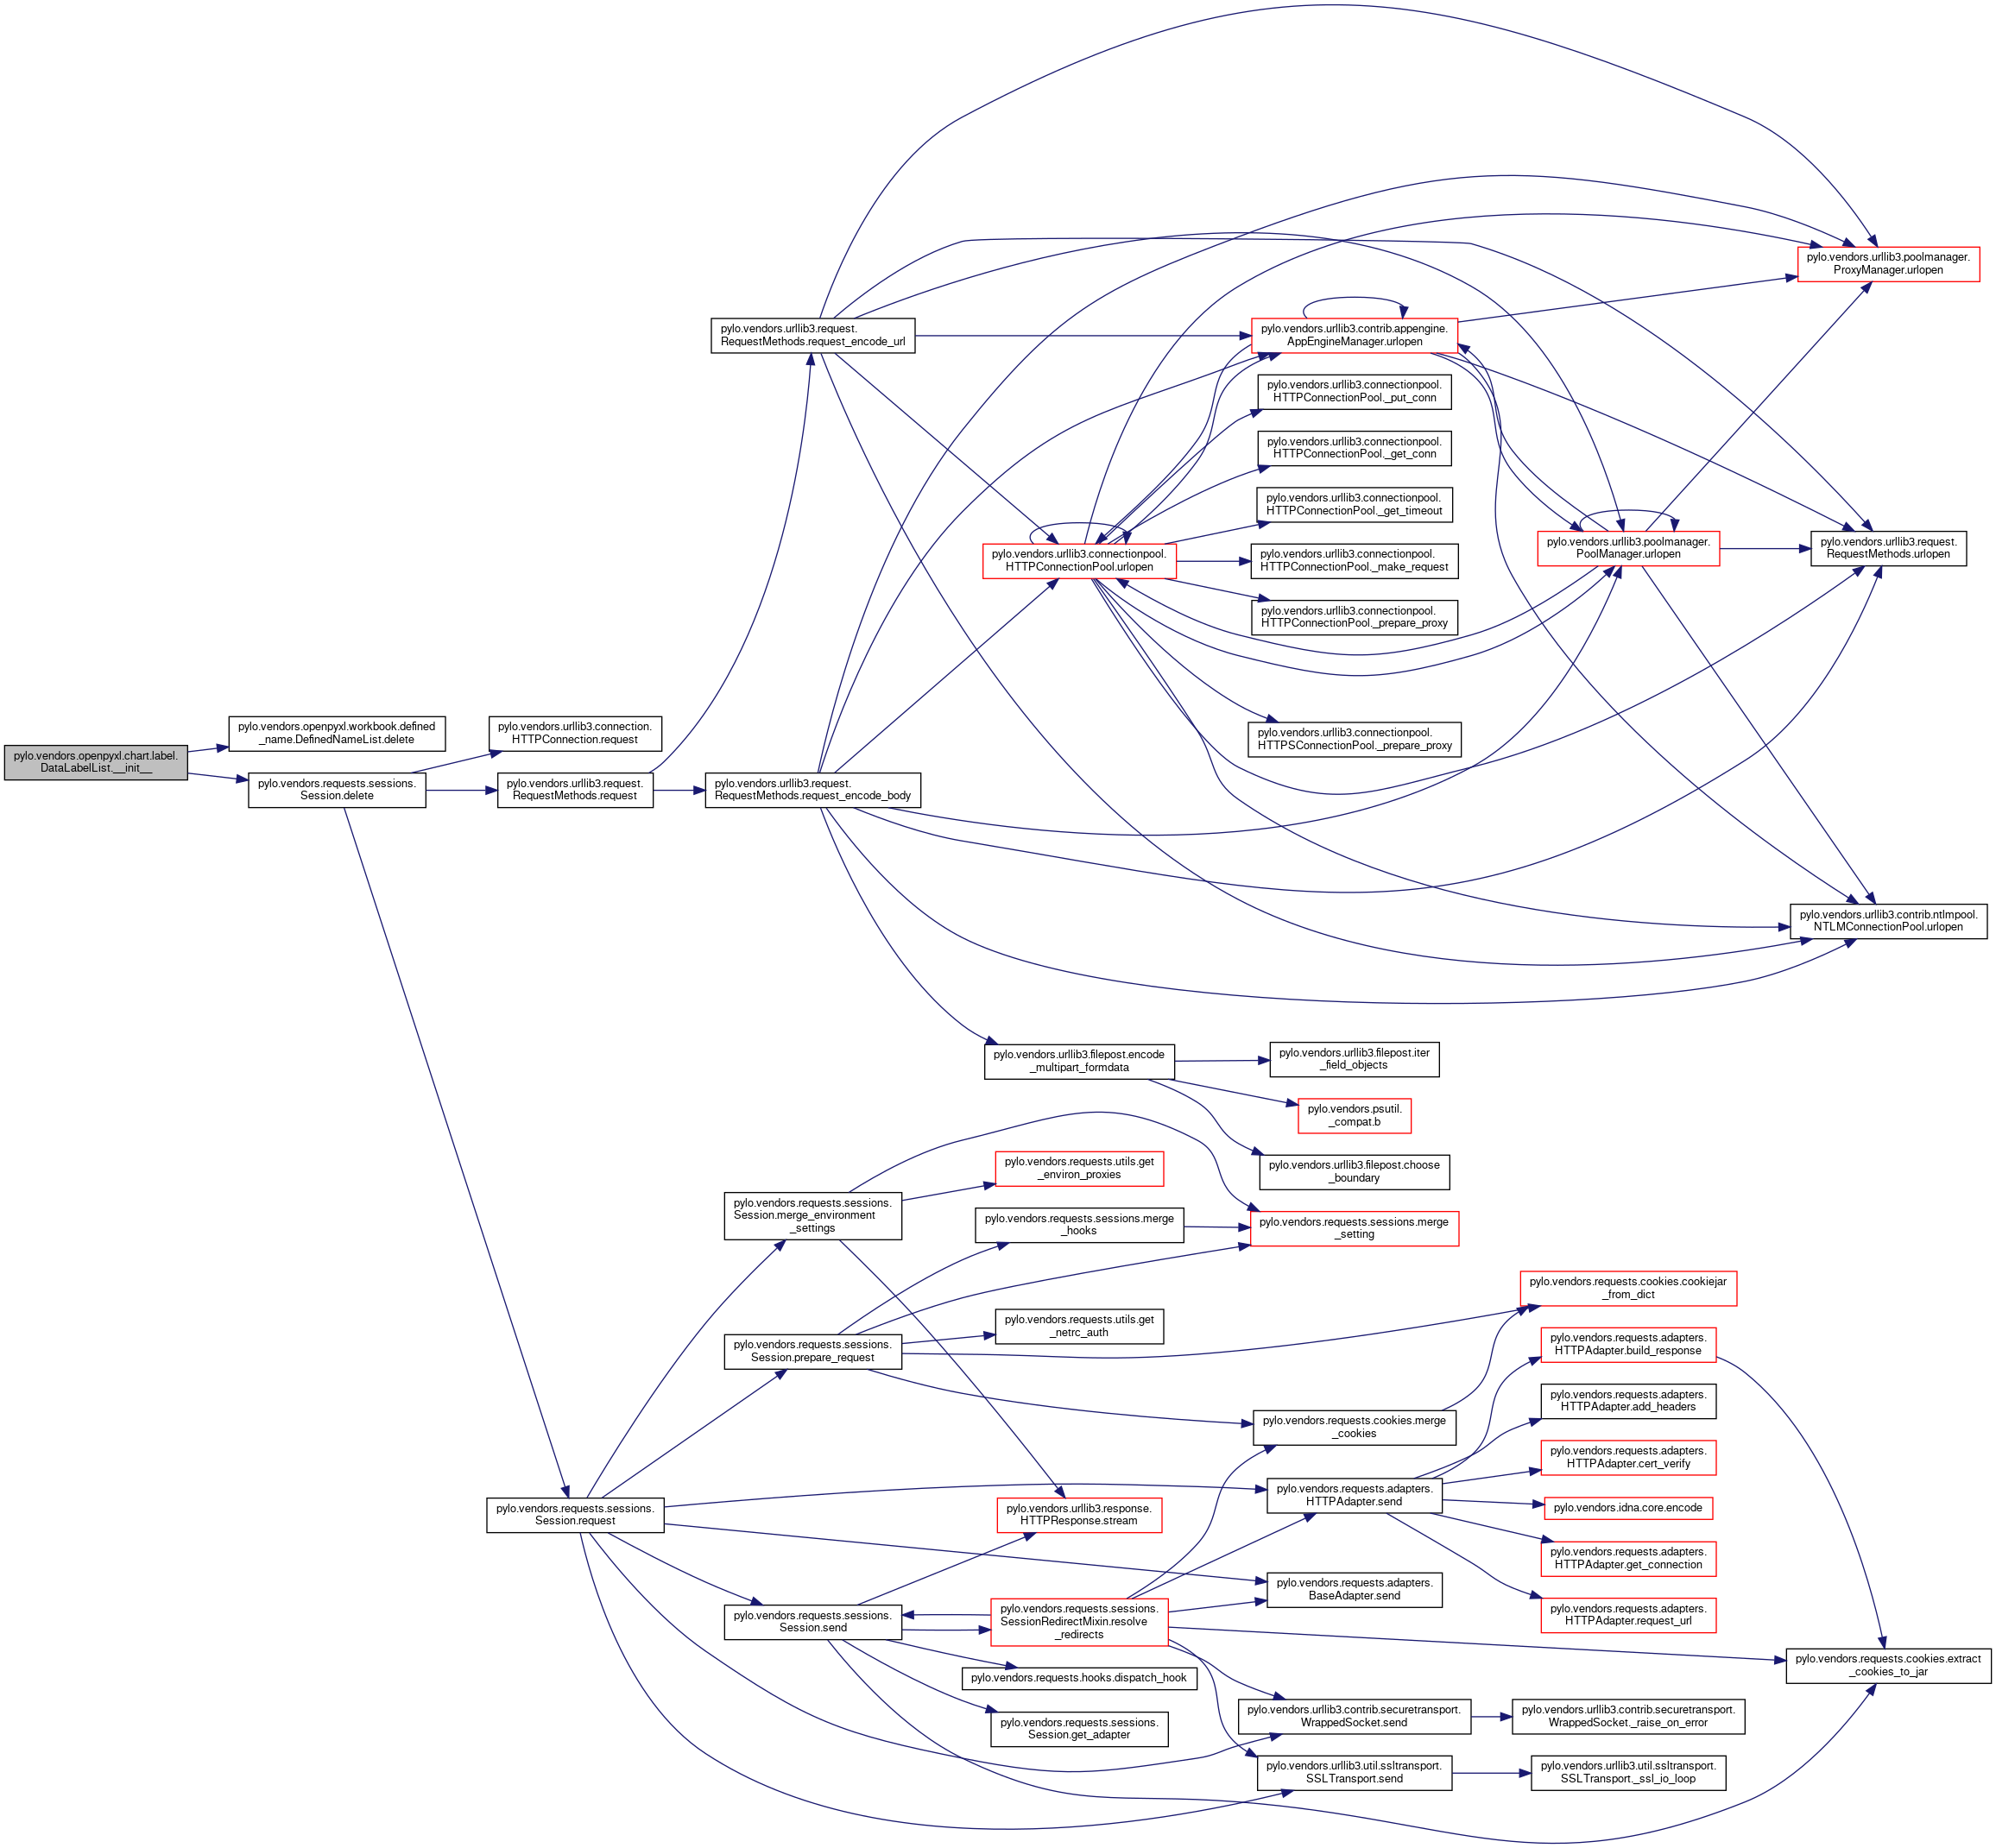 pylo.vendors.openpyxl.chart.label.
DataLabelList.__init__
pylo.vendors.openpyxl.workbook.defined
_name.DefinedNameList.delete
pylo.vendors.requests.sessions.
Session.delete
pylo.vendors.urllib3.connection.
HTTPConnection.request
pylo.vendors.urllib3.request.
RequestMethods.request
pylo.vendors.requests.sessions.
Session.request
pylo.vendors.urllib3.request.
RequestMethods.request_encode_url
pylo.vendors.urllib3.request.
RequestMethods.request_encode_body
pylo.vendors.urllib3.connectionpool.
HTTPConnectionPool.urlopen
pylo.vendors.urllib3.contrib.appengine.
AppEngineManager.urlopen
pylo.vendors.urllib3.connectionpool.
HTTPConnectionPool._put_conn
pylo.vendors.urllib3.connectionpool.
HTTPConnectionPool._get_conn
pylo.vendors.urllib3.connectionpool.
HTTPConnectionPool._get_timeout
pylo.vendors.urllib3.connectionpool.
HTTPConnectionPool._make_request
pylo.vendors.urllib3.connectionpool.
HTTPConnectionPool._prepare_proxy
pylo.vendors.urllib3.connectionpool.
HTTPSConnectionPool._prepare_proxy
pylo.vendors.urllib3.poolmanager.
PoolManager.urlopen
pylo.vendors.urllib3.poolmanager.
ProxyManager.urlopen
pylo.vendors.urllib3.request.
RequestMethods.urlopen
pylo.vendors.urllib3.contrib.ntlmpool.
NTLMConnectionPool.urlopen
pylo.vendors.urllib3.filepost.encode
_multipart_formdata
pylo.vendors.urllib3.filepost.iter
_field_objects
pylo.vendors.psutil.
_compat.b
pylo.vendors.urllib3.filepost.choose
_boundary
pylo.vendors.requests.sessions.
Session.merge_environment
_settings
pylo.vendors.requests.utils.get
_environ_proxies
pylo.vendors.requests.sessions.merge
_hooks
pylo.vendors.requests.sessions.merge
_setting
pylo.vendors.requests.sessions.
Session.prepare_request
pylo.vendors.requests.utils.get
_netrc_auth
pylo.vendors.requests.cookies.cookiejar
_from_dict
pylo.vendors.requests.cookies.merge
_cookies
pylo.vendors.requests.adapters.
HTTPAdapter.build_response
pylo.vendors.requests.adapters.
HTTPAdapter.add_headers
pylo.vendors.requests.adapters.
HTTPAdapter.cert_verify
pylo.vendors.requests.adapters.
HTTPAdapter.send
pylo.vendors.idna.core.encode
pylo.vendors.requests.adapters.
HTTPAdapter.get_connection
pylo.vendors.requests.adapters.
HTTPAdapter.request_url
pylo.vendors.urllib3.response.
HTTPResponse.stream
pylo.vendors.requests.adapters.
BaseAdapter.send
pylo.vendors.requests.sessions.
Session.send
pylo.vendors.requests.sessions.
SessionRedirectMixin.resolve
_redirects
pylo.vendors.requests.hooks.dispatch_hook
pylo.vendors.requests.sessions.
Session.get_adapter
pylo.vendors.requests.cookies.extract
_cookies_to_jar
pylo.vendors.urllib3.contrib.securetransport.
WrappedSocket.send
pylo.vendors.urllib3.contrib.securetransport.
WrappedSocket._raise_on_error
pylo.vendors.urllib3.util.ssltransport.
SSLTransport.send
pylo.vendors.urllib3.util.ssltransport.
SSLTransport._ssl_io_loop